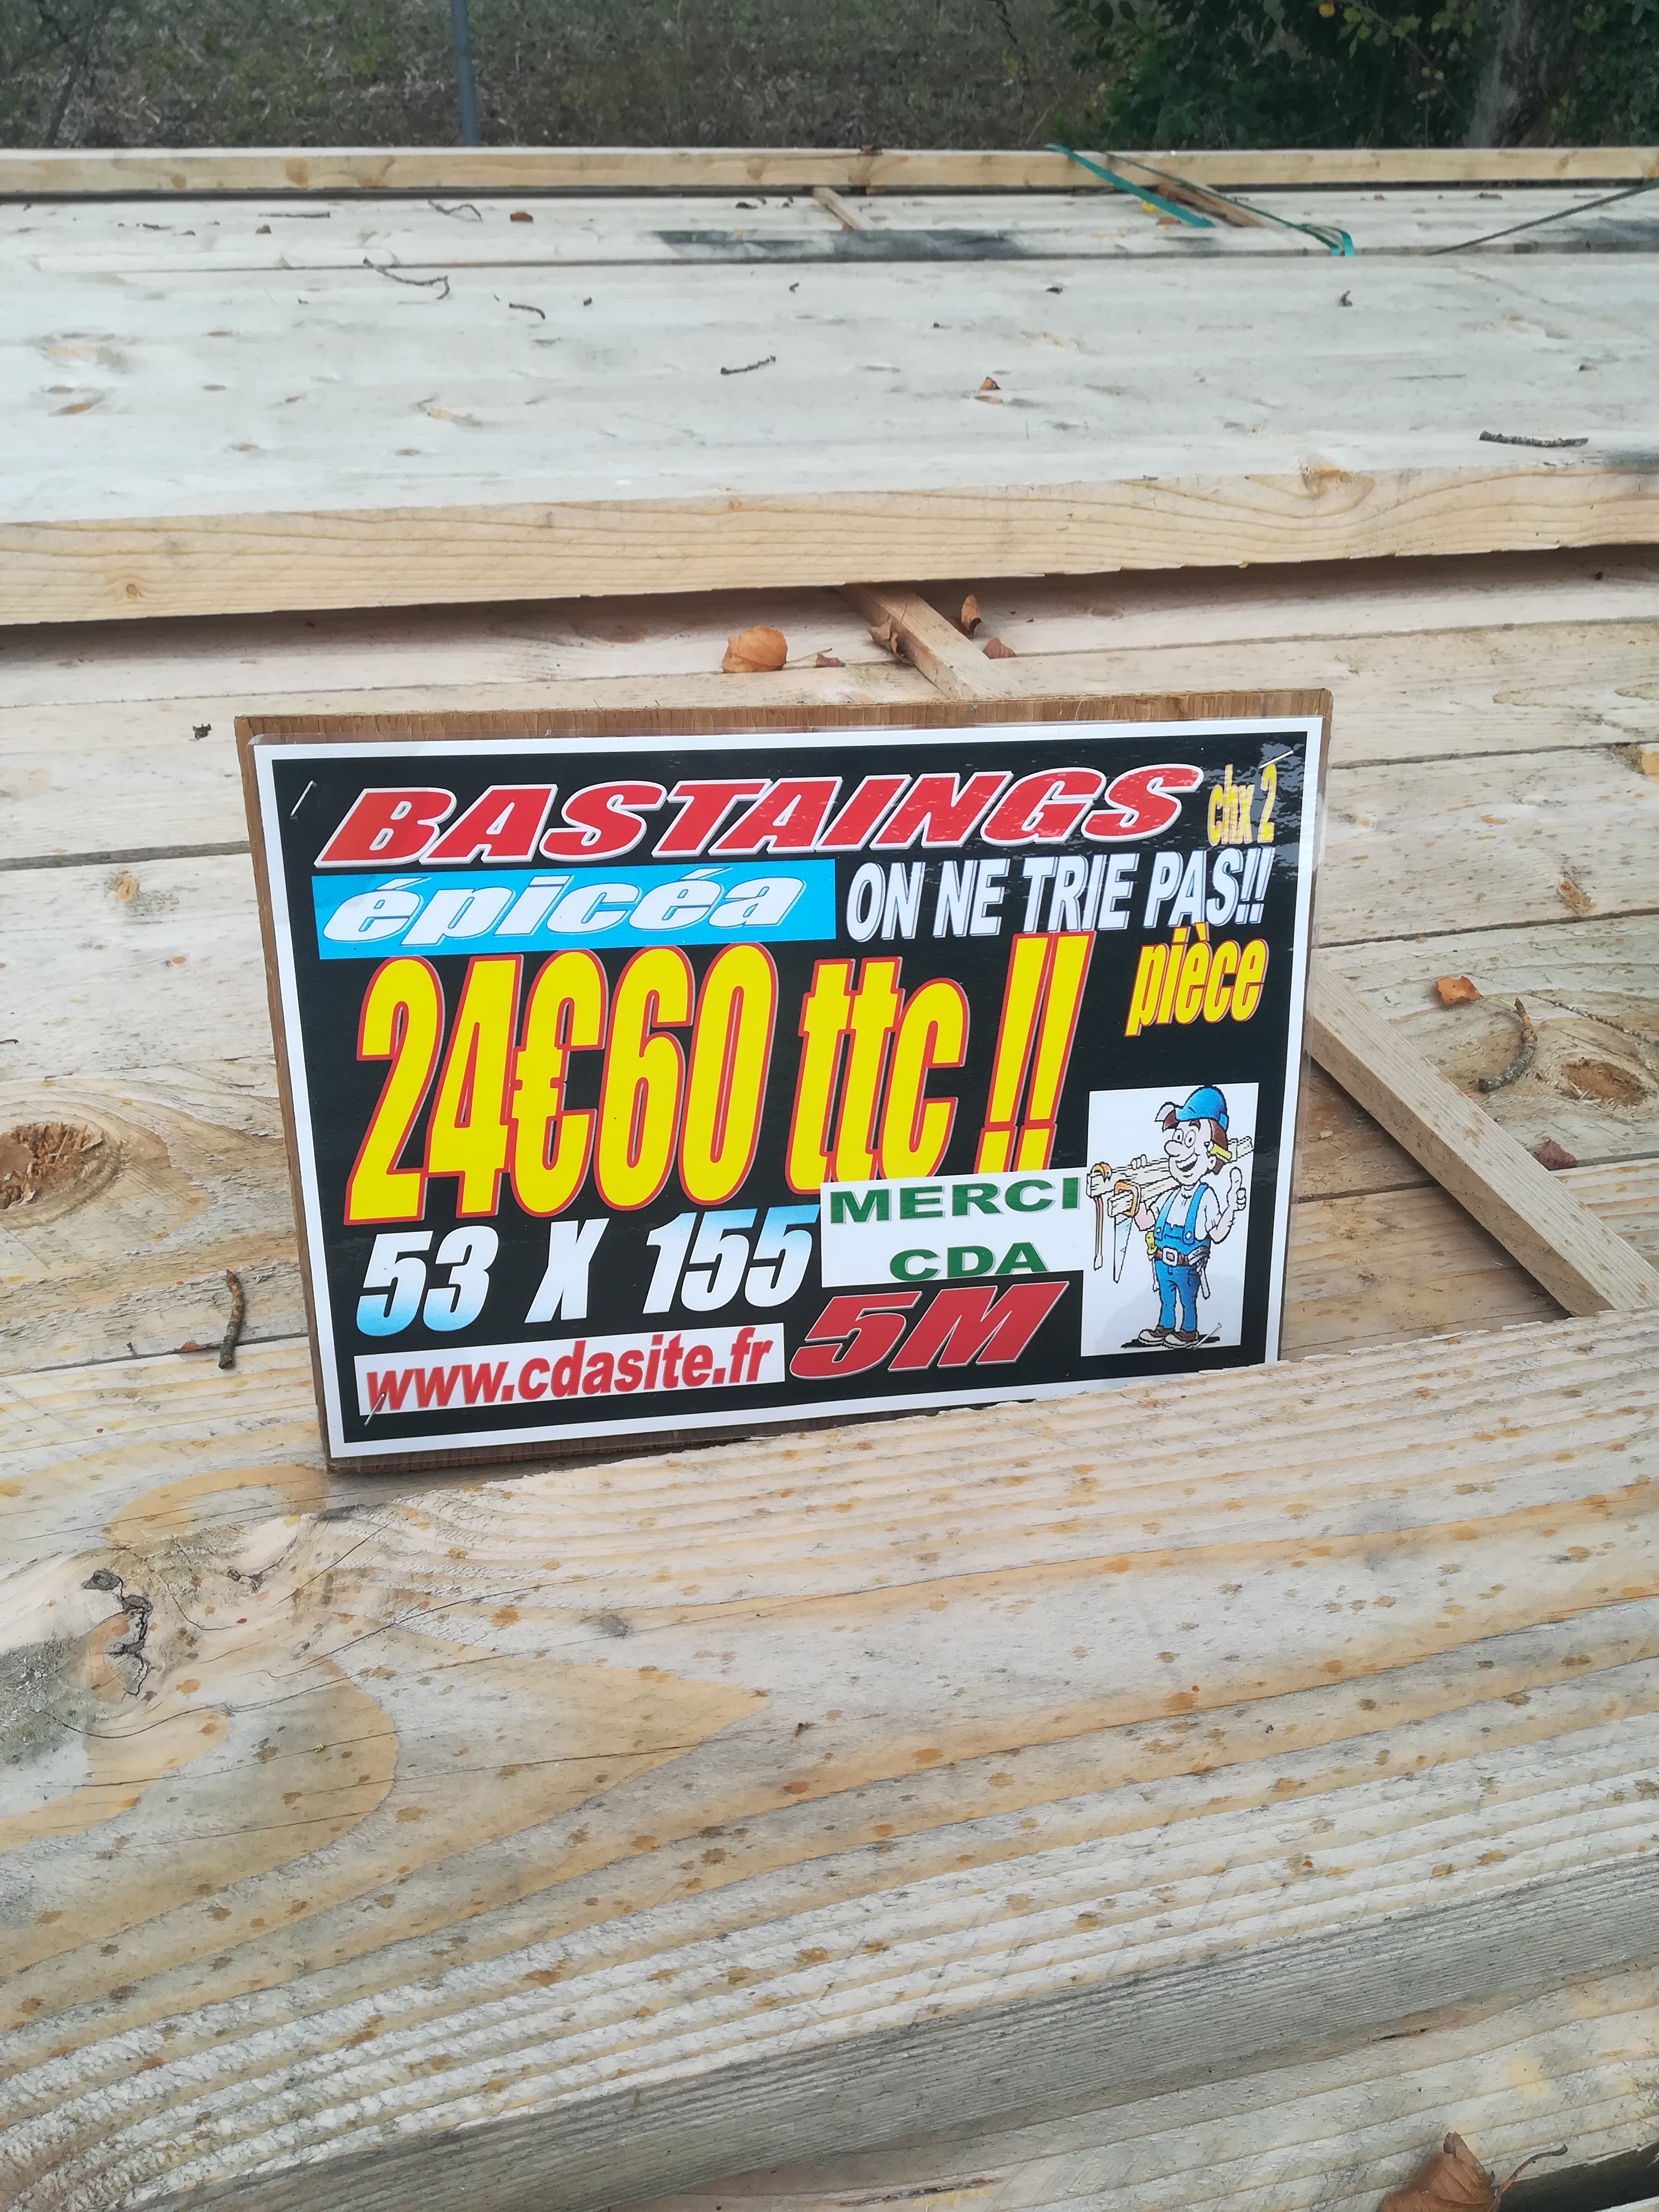 BASTAINGS chx 2
épicéa ON NE TRIE PAS!!
24€60 ttc !! pièce
MERCI
CDA
53 X 155
5M
www.cdasite.fr